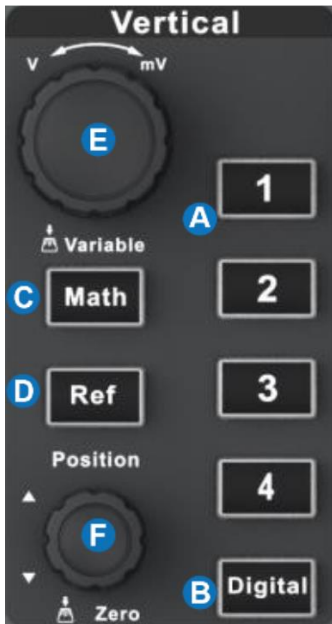 Vertical
V mV
E
1
A
Variable
C Math
2
D Ref
3
Position
4
F
B Digital
Zero